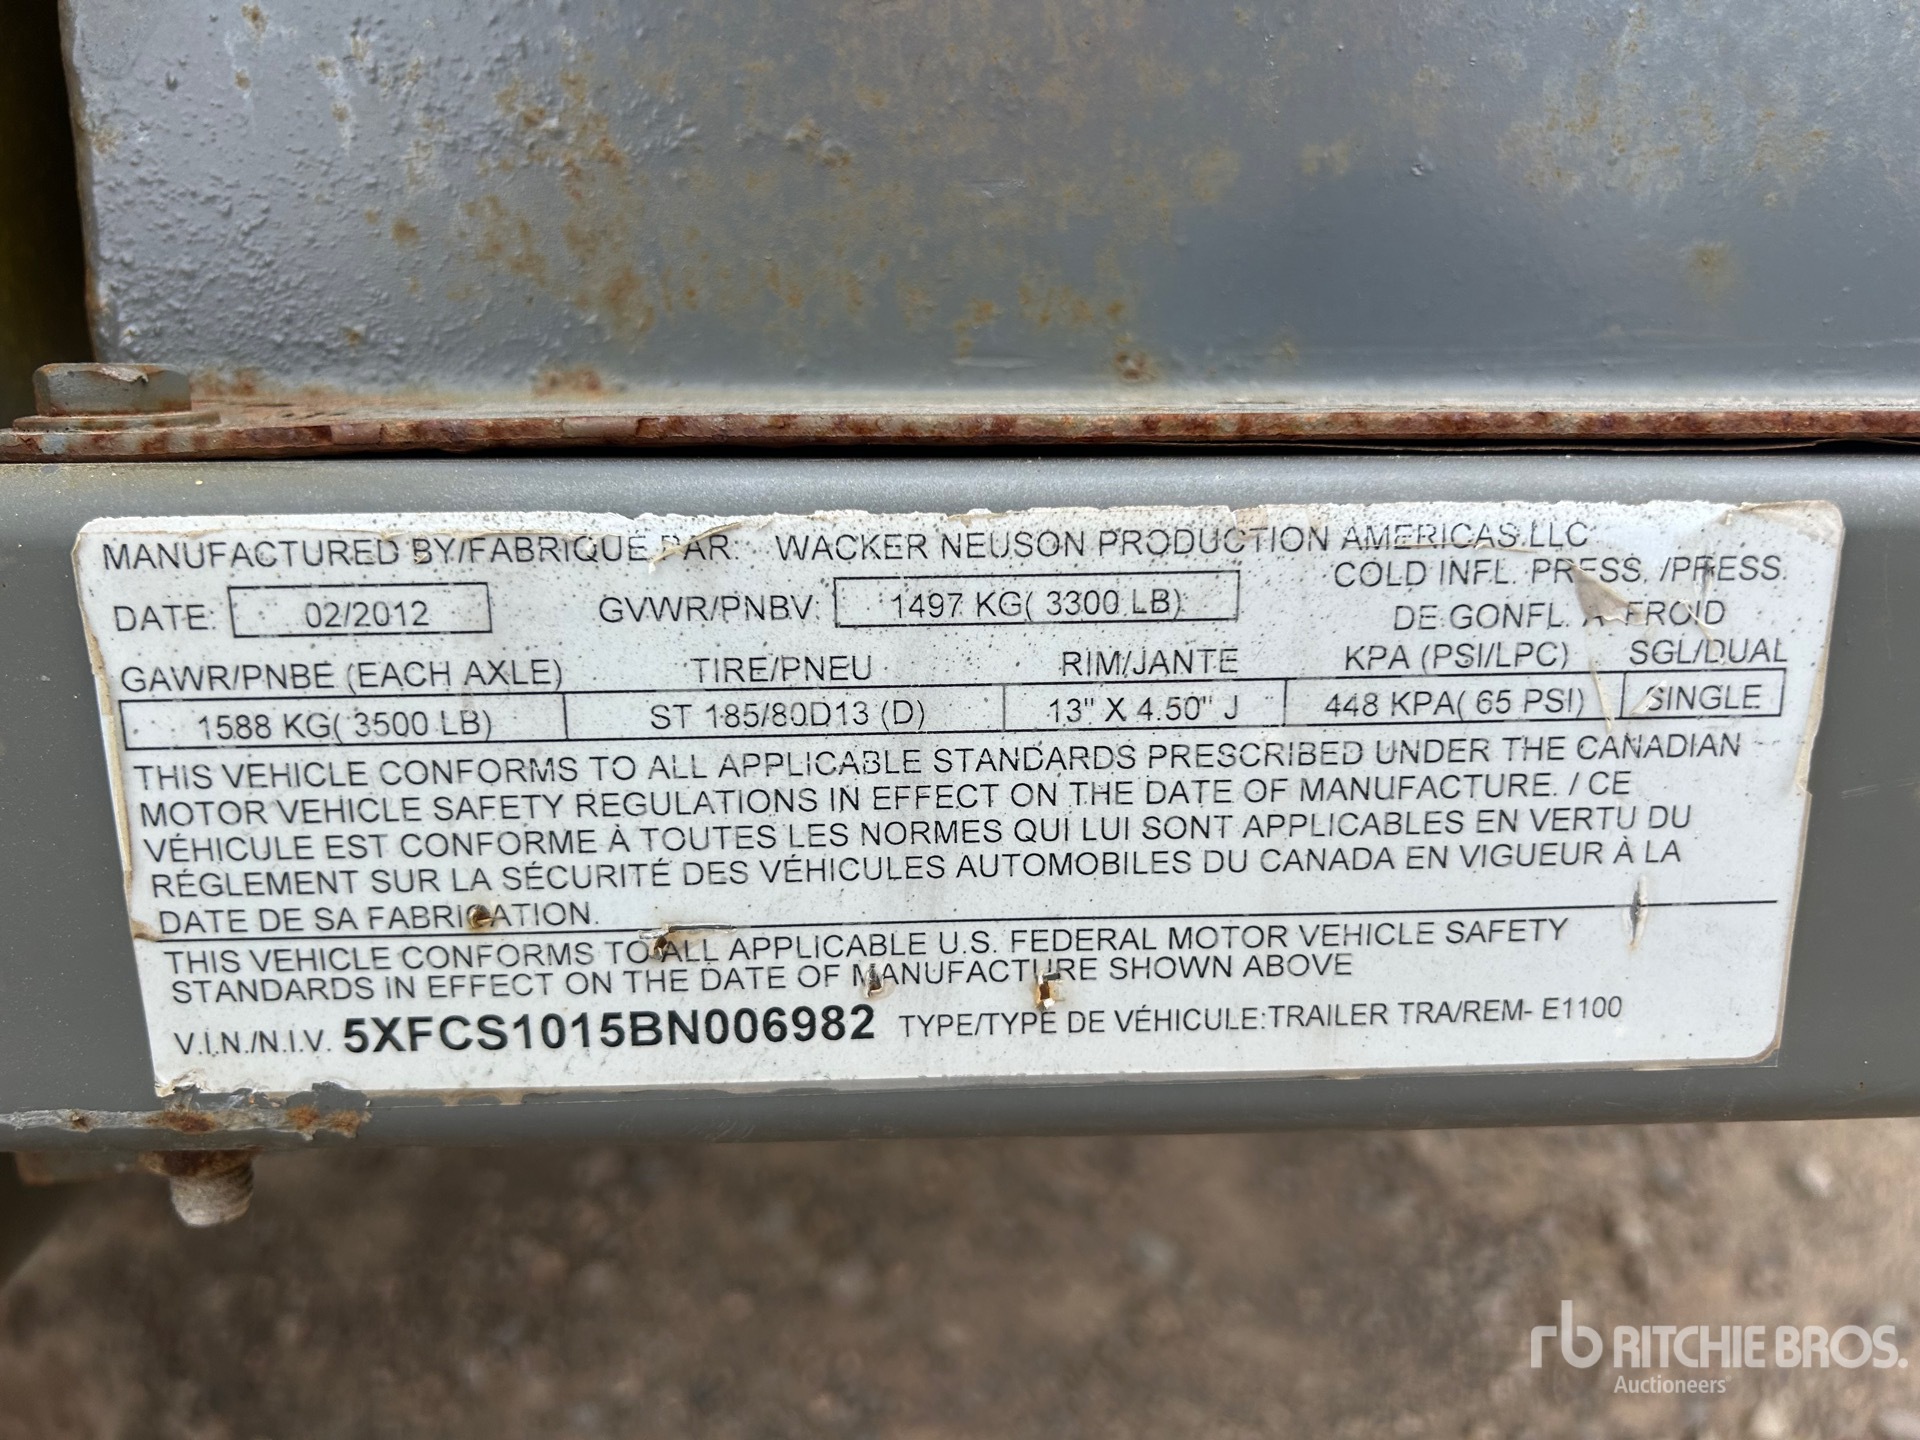 MANUFACTURED BY/FABRIQUÉ PAR: WACKER NEUSON PRODUCTION AMERICAS LLC
DATE: 02/2012 GVWR/PNBV: 1497 KG( 3300 LB) COLD INFL. PRESS. /PRESS.
DE GONFL. A FROID
GAWR/PNBE (EACH AXLE) TIRE/PNEU RIM/JANTE KPA (PSI/LPC) SGL/DUAL
1588 KG( 3500 LB) ST 185/80D13 (D) 13" X 4.50" J 448 KPA( 65 PSI) SINGLE
THIS VEHICLE CONFORMS TO ALL APPLICABLE STANDARDS PRESCRIBED UNDER THE CANADIAN
MOTOR VEHICLE SAFETY REGULATIONS IN EFFECT ON THE DATE OF MANUFACTURE. / CE
VÉHICULE EST CONFORME À TOUTES LES NORMES QUI LUI SONT APPLICABLES EN VERTU DU
RÉGLEMENT SUR LA SÉCURITÉ DES VÉHICULES AUTOMOBILES DU CANADA EN VIGUEUR À LA
DATE DE SA FABRICATION.
THIS VEHICLE CONFORMS TO ALL APPLICABLE U.S. FEDERAL MOTOR VEHICLE SAFETY
STANDARDS IN EFFECT ON THE DATE OF MANUFACTURE SHOWN ABOVE
V.I.N./N.I.V. 5XFCS1015BN006982 TYPE/TYPE DE VÉHICULE:TRAILER TRA/REM- E1100
rb RITCHIE BROS.
Auctioneers